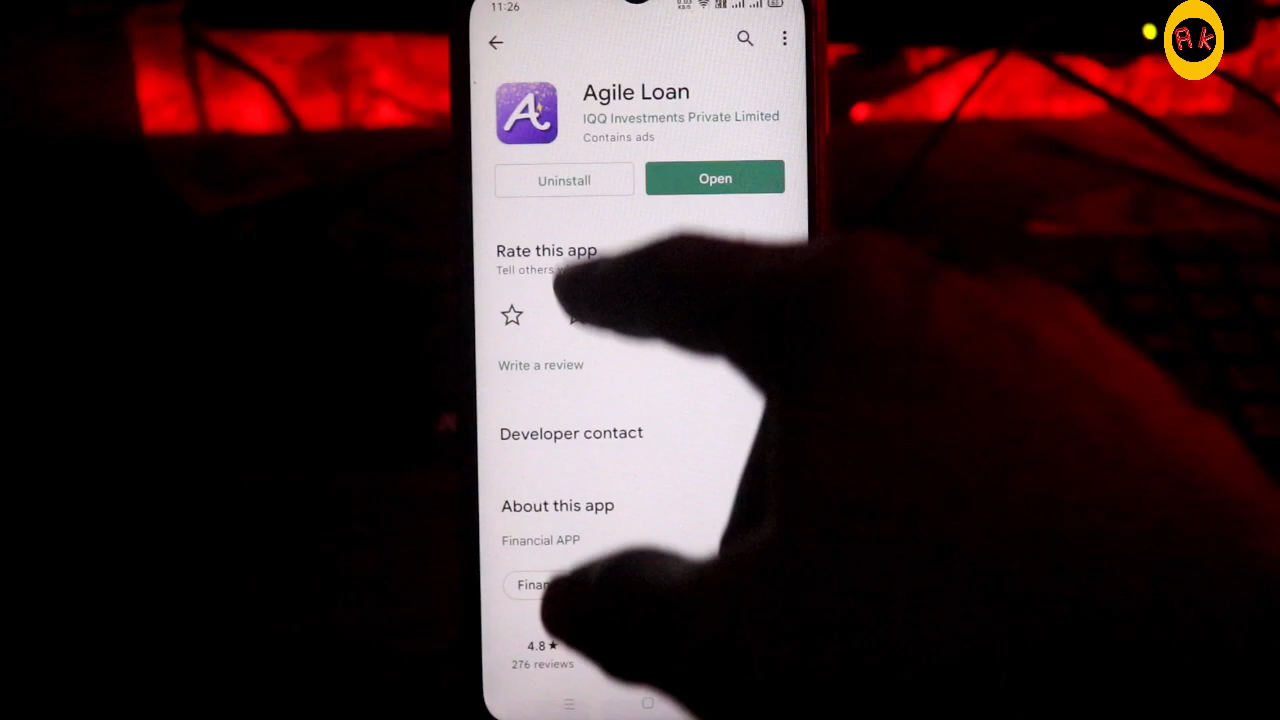 11:26
AK
Agile Loan
IQQ Investments Private Limited
Contains ads
Uninstall
Open
Rate this app
Tell others
Write a review
Developer contact
About this app
Financial APP
4.8★
276 reviews